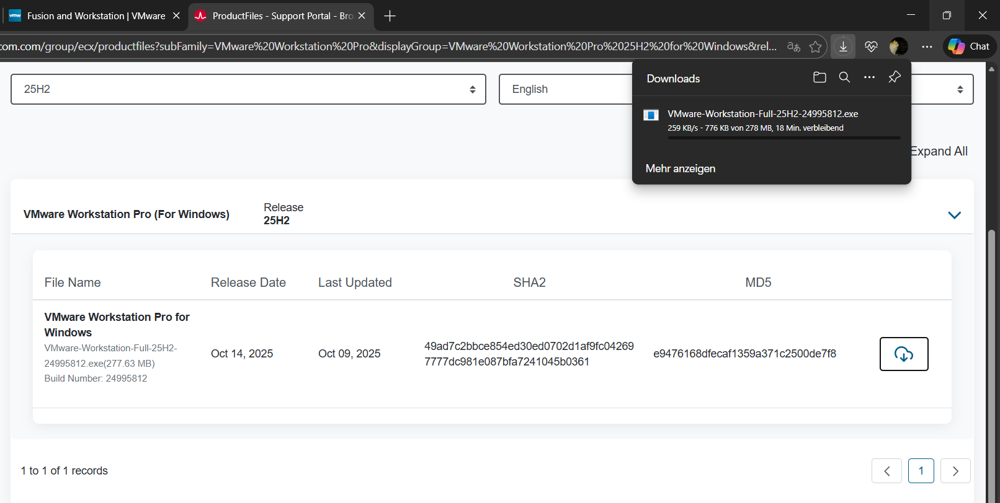 vmw Fusion and Workstation | VMware
ProductFiles - Support Portal - Bro
com.com/group/ecx/productfiles?subFamily=VMware%20Workstation%20Pro&displayGroup=VMware%20Workstation%20Pro%2025H2%20for%20Windows&rel...
Chat
25H2
English
Downloads
VMware-Workstation-Full-25H2-24995812.exe
259 KB/s - 776 KB von 278 MB, 18 Min. verbleibend
Mehr anzeigen
Expand All
VMware Workstation Pro (For Windows)
Release
25H2
File Name
Release Date
Last Updated
SHA2
MD5
VMware Workstation Pro for
Windows
VMware-Workstation-Full-25H2-
24995812.exe(277.63 MB)
Build Number: 24995812
Oct 14, 2025
Oct 09, 2025
49ad7c2bbce854ed30ed0702d1af9fc04269
7777dc981e087bfa7241045b0361
e9476168dfecaf1359a371c2500de7f8
1 to 1 of 1 records
1